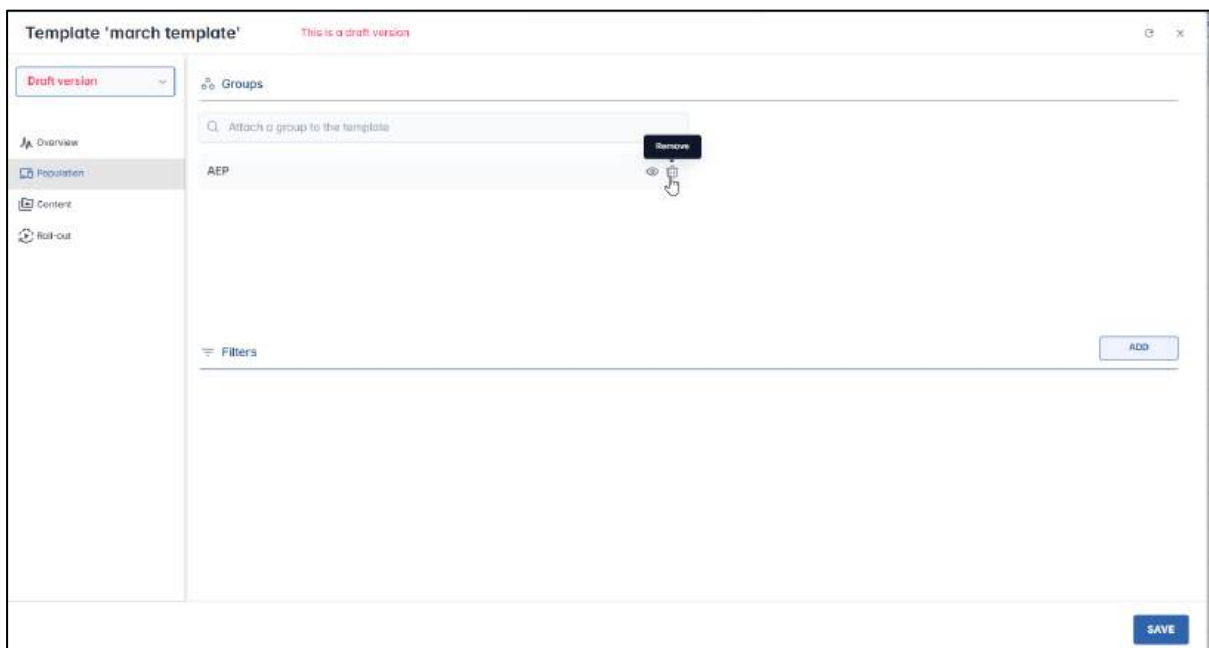 Template 'march template'
This is a draft version
Draft version
Overview
Population
Content
Roll-out
Groups
Attach a group to the template
Remove
AEP
Filters
ADD
SAVE